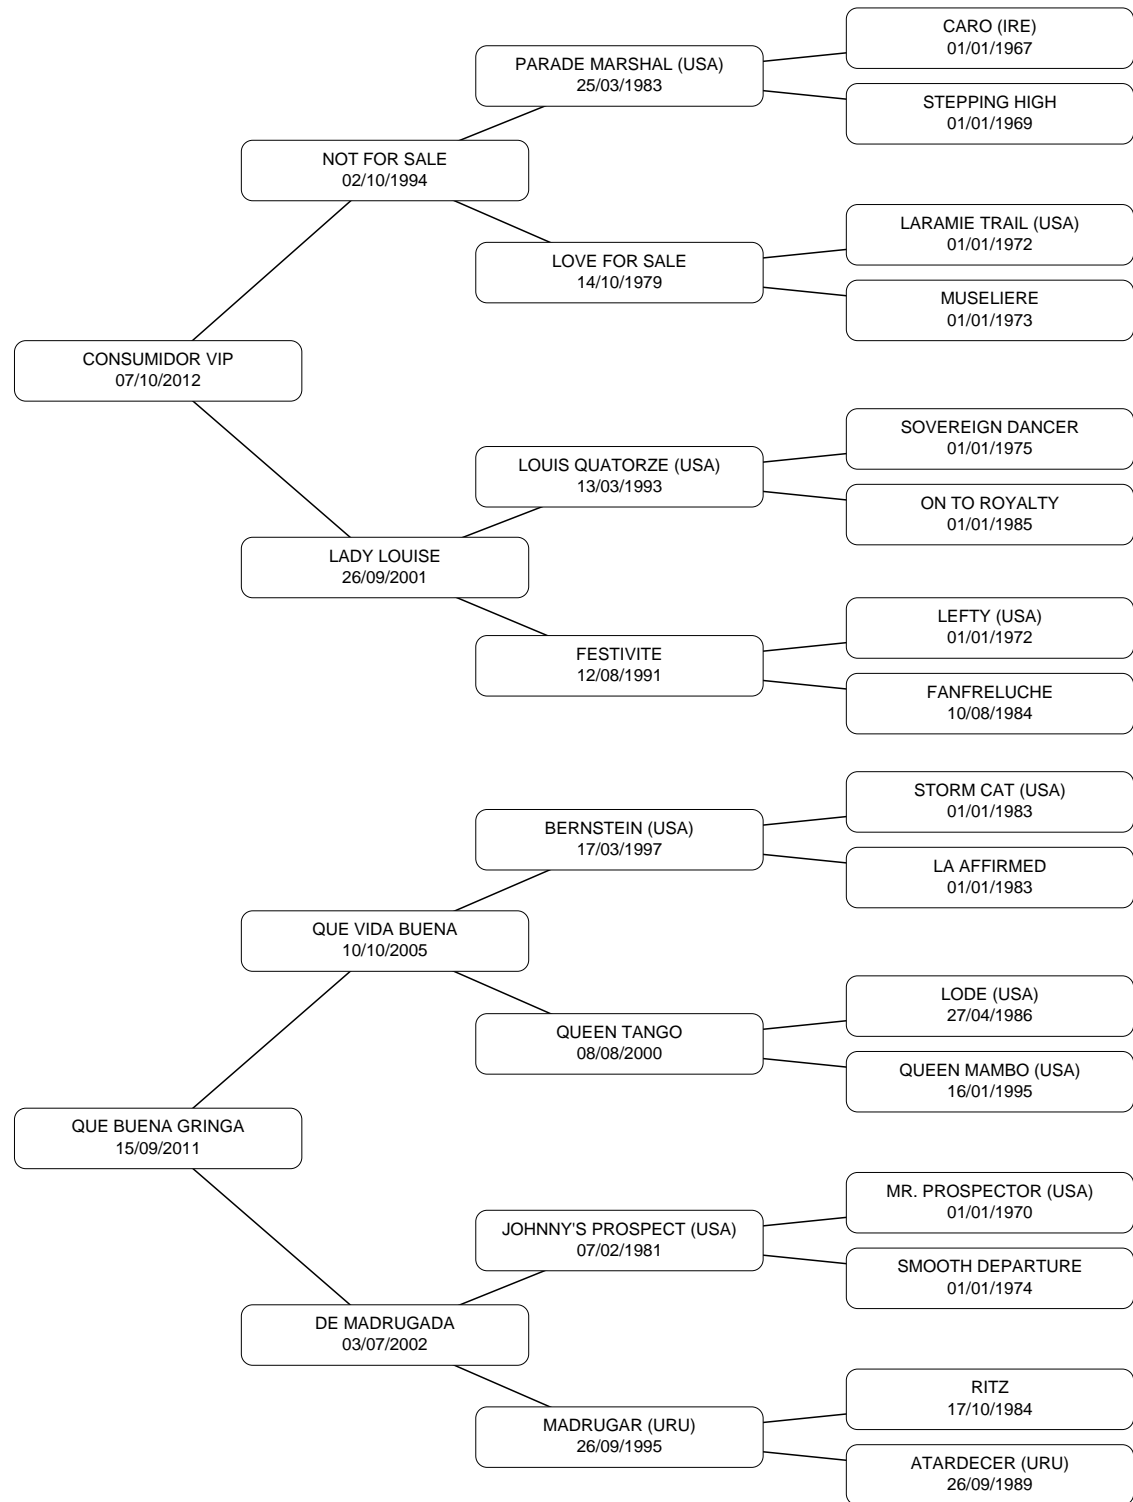 CARO (IRE)
01/01/1967
PARADE MARSHAL (USA)
25/03/1983
STEPPING HIGH
01/01/1969
NOT FOR SALE
02/10/1994
LARAMIE TRAIL (USA)
01/01/1972
LOVE FOR SALE
14/10/1979
MUSELIERE
01/01/1973
CONSUMIDOR VIP
07/10/2012
SOVEREIGN DANCER
01/01/1975
LOUIS QUATORZE (USA)
13/03/1993
ON TO ROYALTY
01/01/1985
LADY LOUISE
26/09/2001
LEFTY (USA)
01/01/1972
FESTIVITE
12/08/1991
FANFRELUCHE
10/08/1984
STORM CAT (USA)
01/01/1983
BERNSTEIN (USA)
17/03/1997
LA AFFIRMED
01/01/1983
QUE VIDA BUENA
10/10/2005
LODE (USA)
27/04/1986
QUEEN TANGO
08/08/2000
QUEEN MAMBO (USA)
16/01/1995
QUE BUENA GRINGA
15/09/2011
MR. PROSPECTOR (USA)
01/01/1970
JOHNNY'S PROSPECT (USA)
07/02/1981
SMOOTH DEPARTURE
01/01/1974
DE MADRUGADA
03/07/2002
RITZ
17/10/1984
MADRUGAR (URU)
26/09/1995
ATARDECER (URU)
26/09/1989